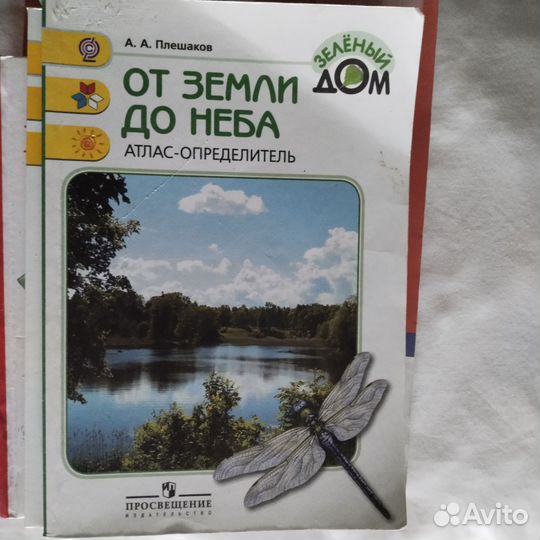 А. А. Плешаков
ЗЕЛЁНЫЙ
ДОМ
ОТ ЗЕМЛИ
ДО НЕБА
АТЛАС-ОПРЕДЕЛИТЕЛЬ
ПРОСВЕЩЕНИЕ
ИЗДАТЕЛЬСТВО
Avito